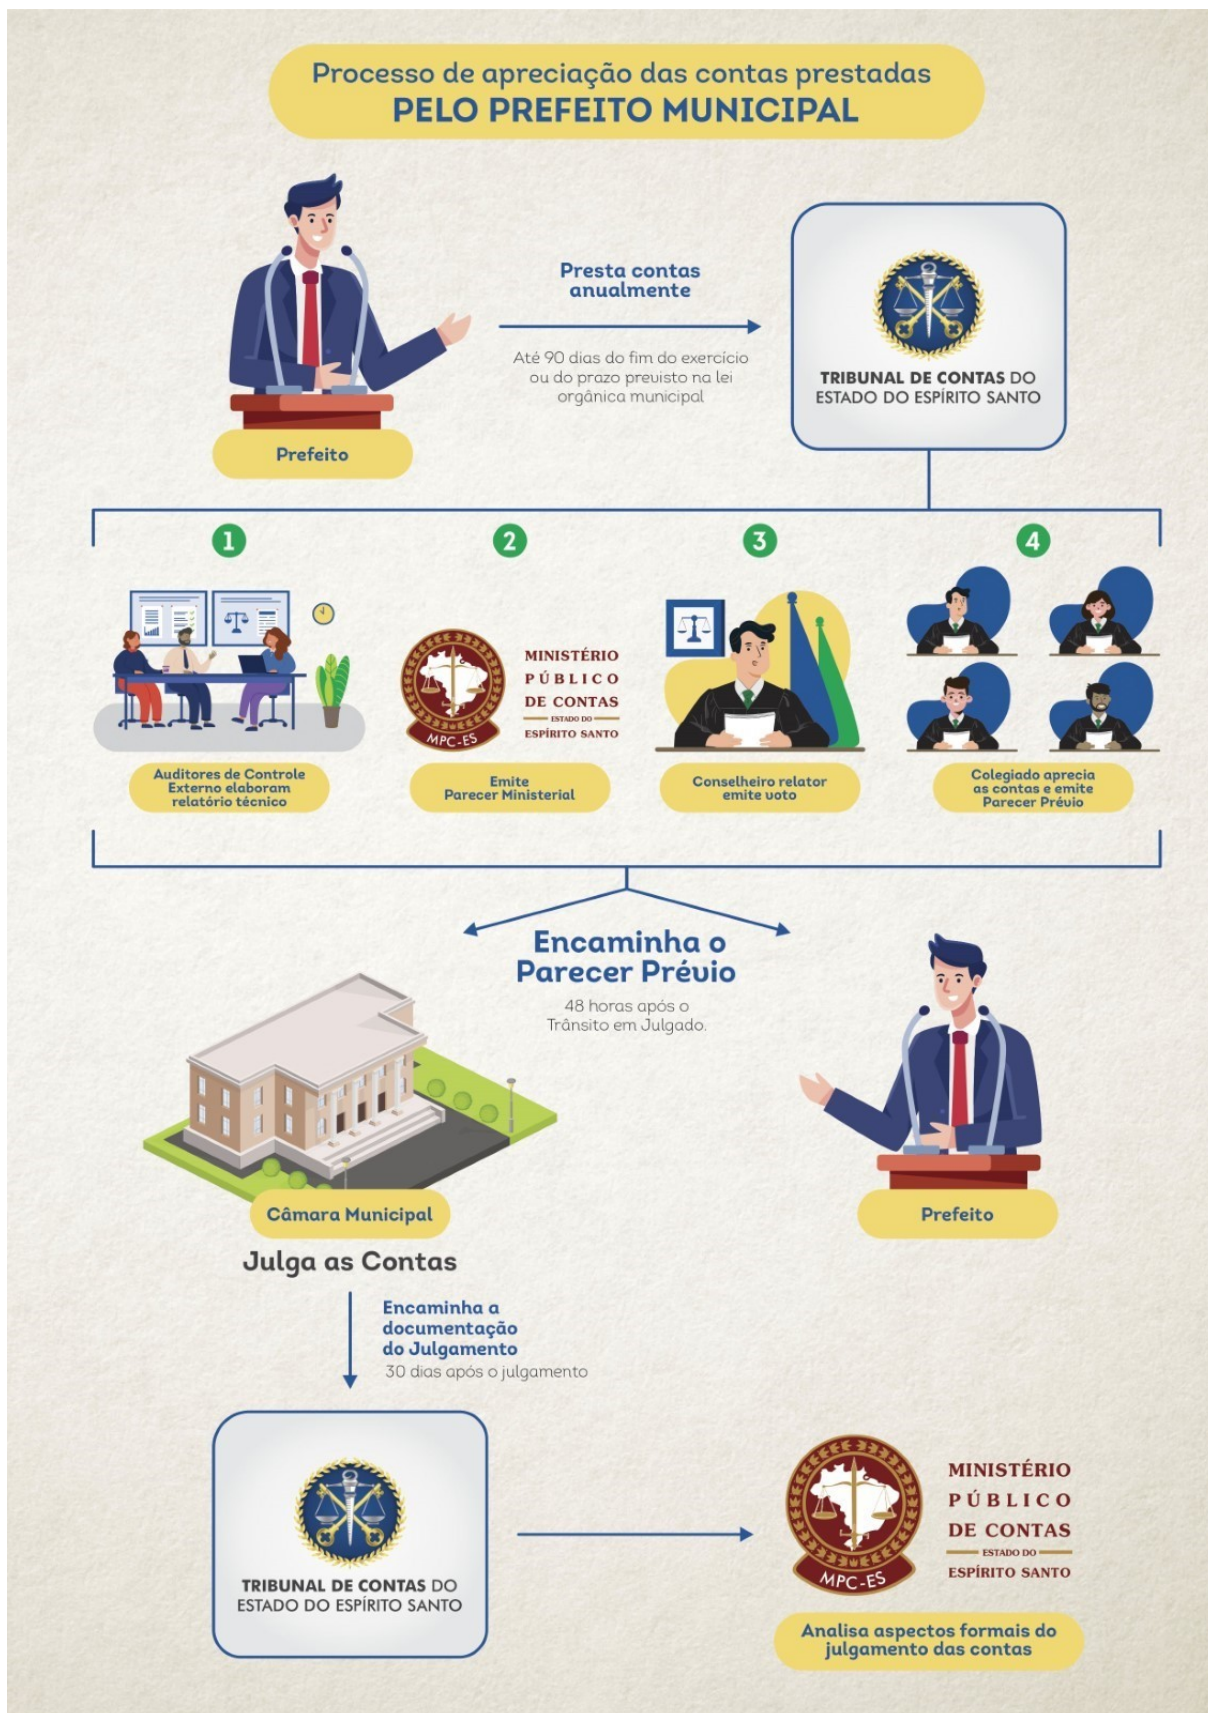 Processo de apreciação das contas prestadas
PELO PREFEITO MUNICIPAL
Presta contas
anualmente
Até 90 dias do fim do exercício
ou do prazo previsto na lei
orgânica municipal
TRIBUNAL DE CONTAS DO
ESTADO DO ESPÍRITO SANTO
Prefeito
1
2
3
4
MINISTÉRIO
PÚBLICO
DE CONTAS
ESTADO DO
ESPÍRITO SANTO
MPC-ES
Auditores de Controle
Externo elaboram
relatório técnico
Emite
Parecer Ministerial
Conselheiro relator
emite voto
Colegiado aprecia
as contas e emite
Parecer Prévio
Encaminha o
Parecer Prévio
48 horas após o
Trânsito em Julgado.
Câmara Municipal
Prefeito
Julga as Contas
Encaminha a
documentação
do Julgamento
30 dias após o julgamento
TRIBUNAL DE CONTAS DO
ESTADO DO ESPÍRITO SANTO
MINISTÉRIO
PÚBLICO
DE CONTAS
ESTADO DO
ESPÍRITO SANTO
MPC-ES
Analisa aspectos formais do
julgamento das contas